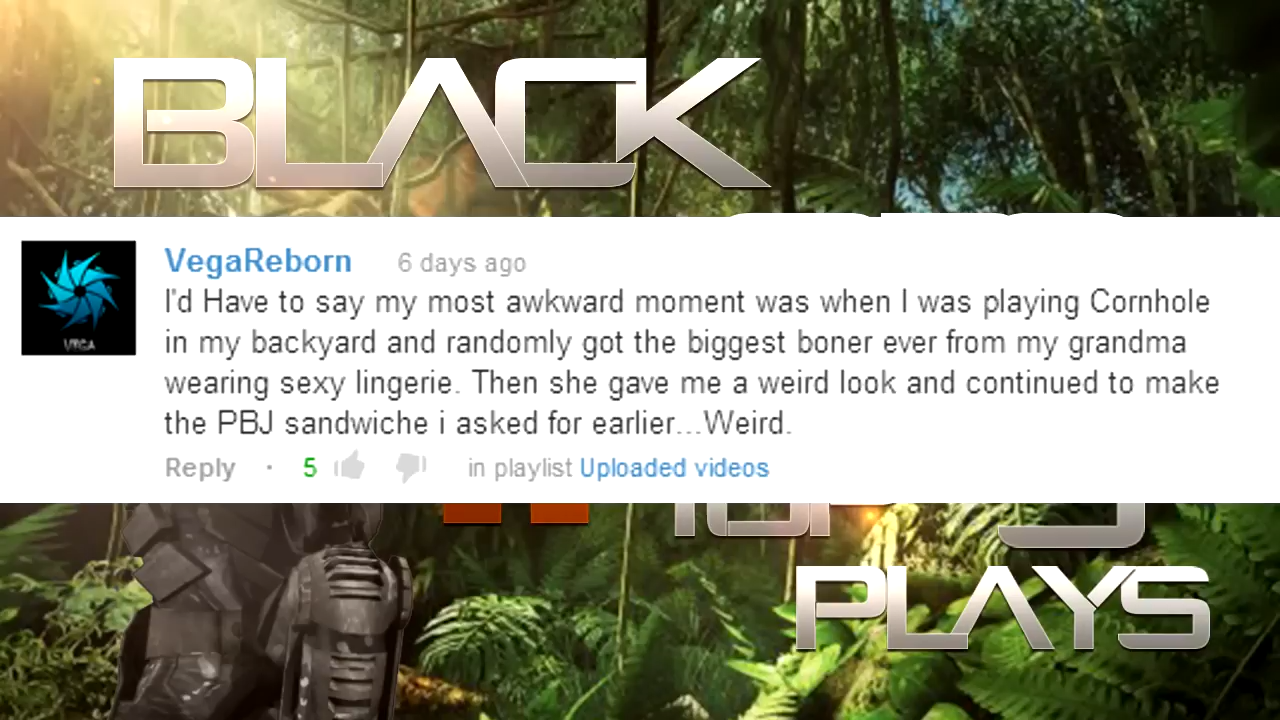 BLACK
VegaReborn 6 days ago
I'd Have to say my most awkward moment was when I was playing Cornhole
in my backyard and randomly got the biggest boner ever from my grandma
wearing sexy lingerie. Then she gave me a weird look and continued to make
the PBJ sandwiche i asked for earlier...Weird.
Reply · 5 in playlist Uploaded videos
PLAYS